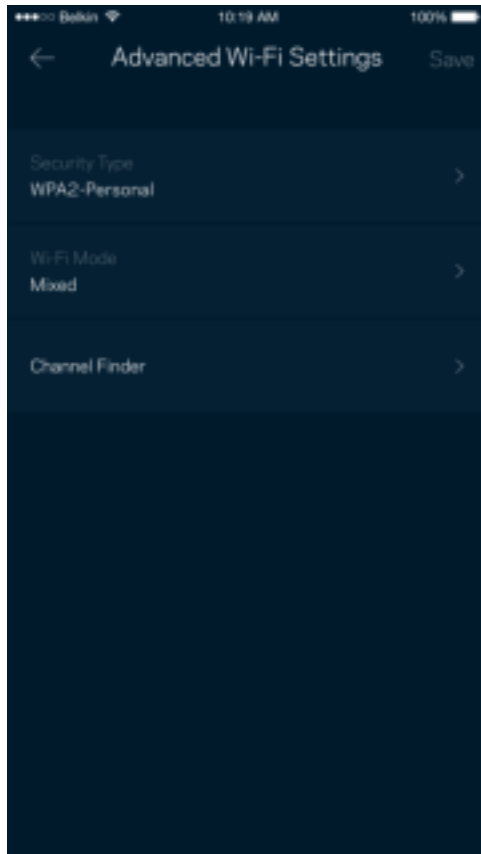 Belkin 10:19 AM 100%
Advanced Wi-Fi Settings Save
Security Type
WPA2-Personal
Wi-Fi Mode
Mixed
Channel Finder